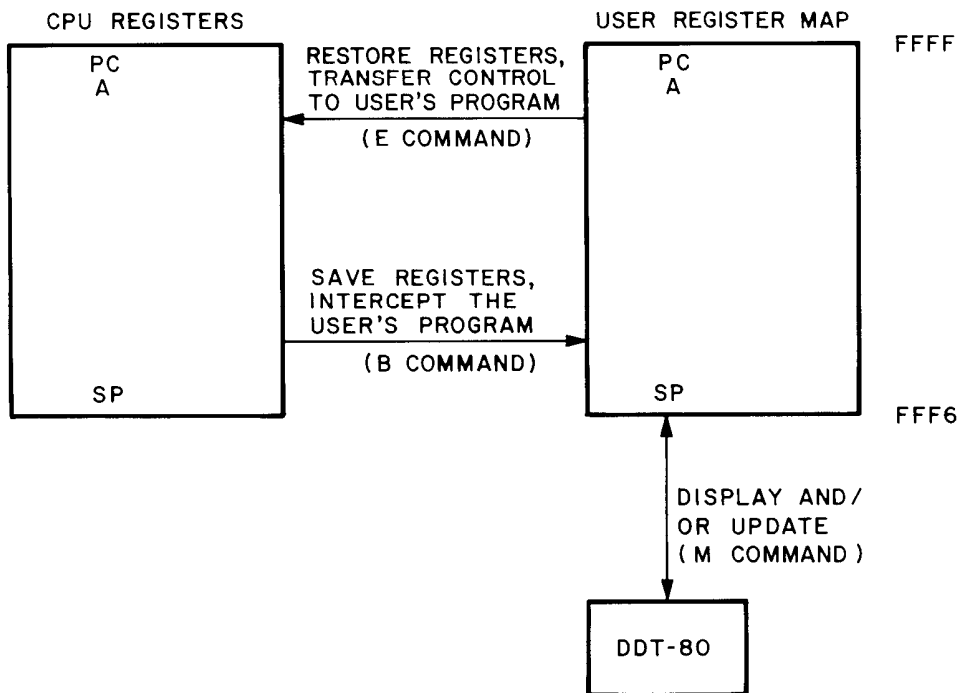 CPU REGISTERS
USER REGISTER MAP
FFFF
PC
A
RESTORE REGISTERS,
TRANSFER CONTROL
TO USER'S PROGRAM
(E COMMAND)
PC
A
SAVE REGISTERS,
INTERCEPT THE
USER'S PROGRAM
(B COMMAND)
SP
SP
FFF6
DISPLAY AND/
OR UPDATE
(M COMMAND)
DDT-80